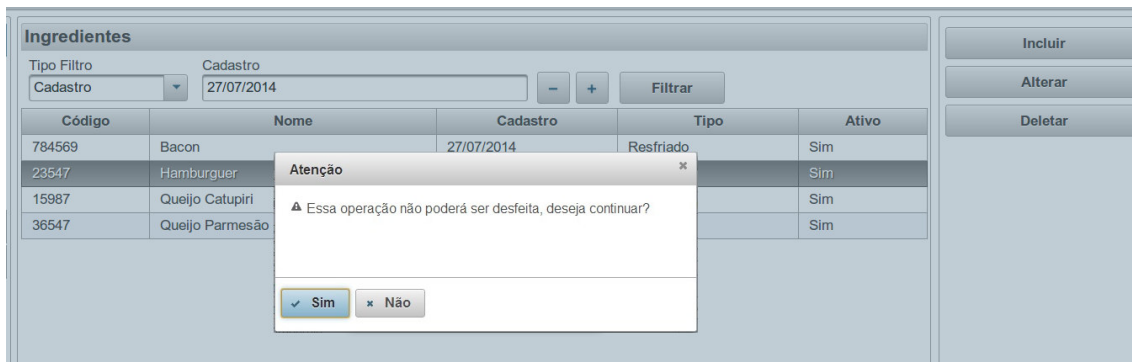 Ingredientes
Tipo Filtro Cadastro
Cadastro 27/07/2014 Filtrar
Código Nome Cadastro Tipo Ativo
784569 Bacon 27/07/2014 Resfriado Sim
23547 Hamburguer Sim
15987 Queijo Catupiri Sim
36547 Queijo Parmesão Sim
Atenção
Essa operação não poderá ser desfeita, deseja continuar?
Sim Não
Incluir
Alterar
Deletar